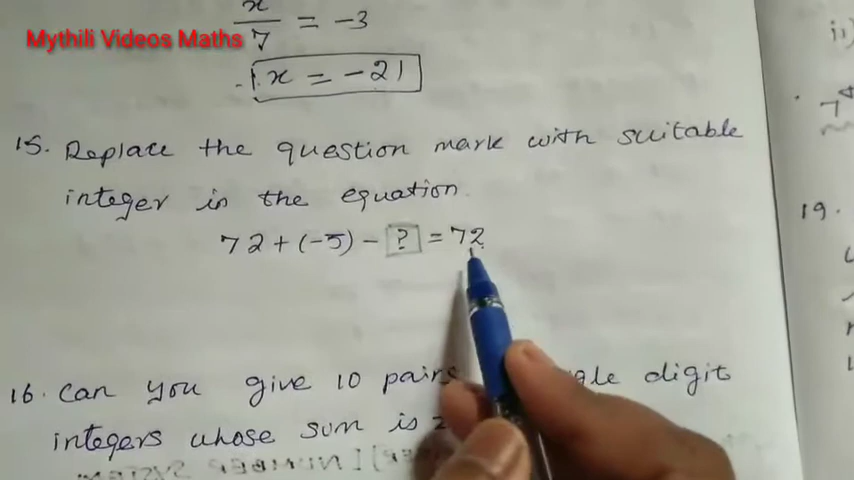 x/7 = -3
Mythili Videos Maths
x = -21
15. Replace the question mark with suitable
integer in the equation
72 + (-5) - ? = 72
19.
16. Can you give 10 pairs gle digit
integers whose sum is